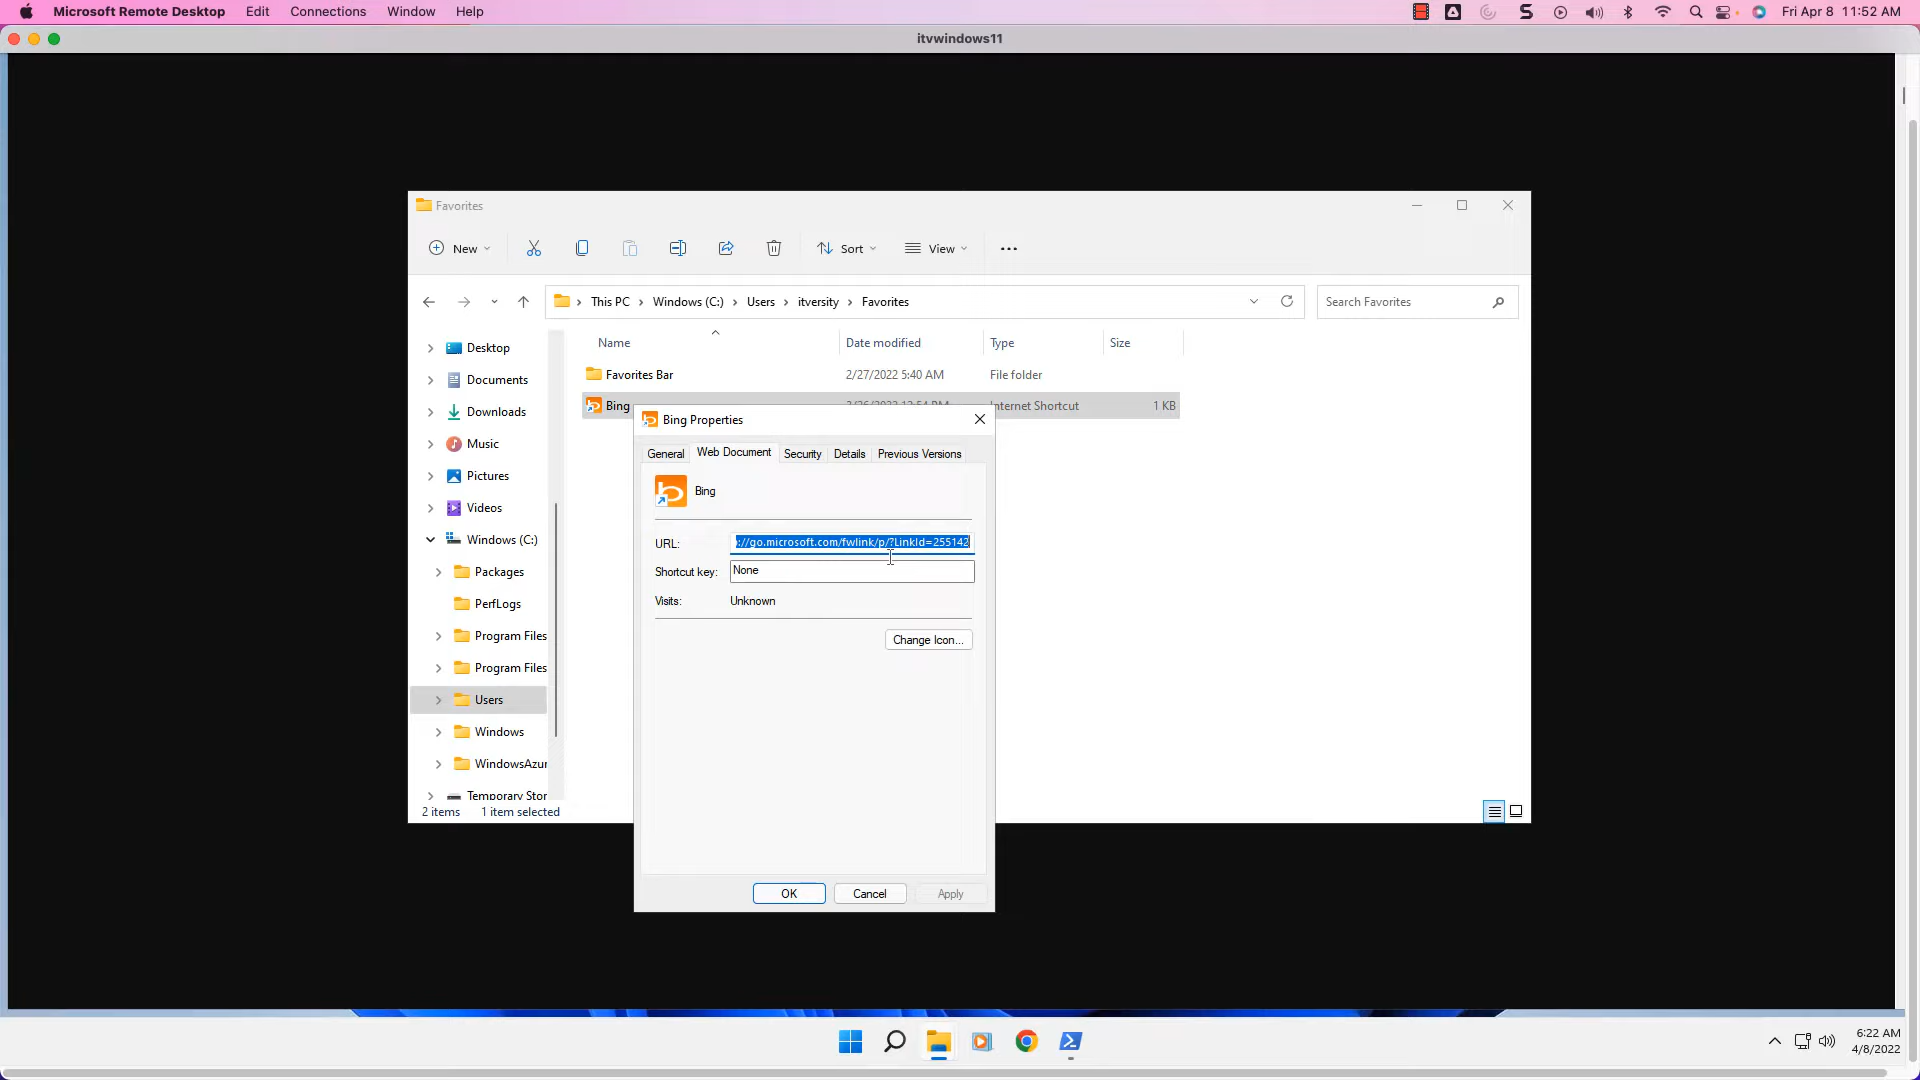 Microsoft Remote Desktop Edit Connections Window Help Fri Apr 8 11:52 AM
itvwindows11
Favorites
New Sort View
This PC Windows (C:) Users itversity Favorites Search Favorites
Name Date modified Type Size
Desktop
Documents
Downloads
Music
Pictures
Videos
Windows (C:)
Packages
PerfLogs
Program Files
Program Files
Users
Windows
WindowsAzur
Temporary Stor
Favorites Bar 2/27/2022 5:40 AM File folder
Bing Internet Shortcut 1 KB
Bing Properties
General Web Document Security Details Previous Versions
Bing
URL: ://go.microsoft.com/fwlink/p/?LinkId=255142
Shortcut key: None
Visits: Unknown
Change Icon...
OK Cancel Apply
2 items 1 item selected
6:22 AM
4/8/2022